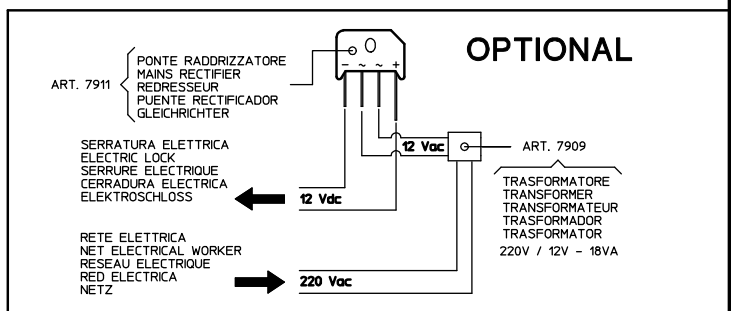 OPTIONAL
ART. 7911
PONTE RADDRIZZATORE
MAINS RECTIFIER
REDRESSEUR
PUENTE RECTIFICADOR
GLEICHRICHTER
- ~ ~ +
SERRATURA ELETTRICA
ELECTRIC LOCK
SERRURE ELECTRIQUE
CERRADURA ELECTRICA
ELEKTROSCHLOSS
12 Vdc
12 Vac
ART. 7909
TRASFORMATORE
TRANSFORMER
TRANSFORMATEUR
TRASFORMADOR
TRASFORMATOR
220V / 12V - 18VA
RETE ELETTRICA
NET ELECTRICAL WORKER
RESEAU ELECTRIQUE
RED ELECTRICA
NETZ
220 Vac